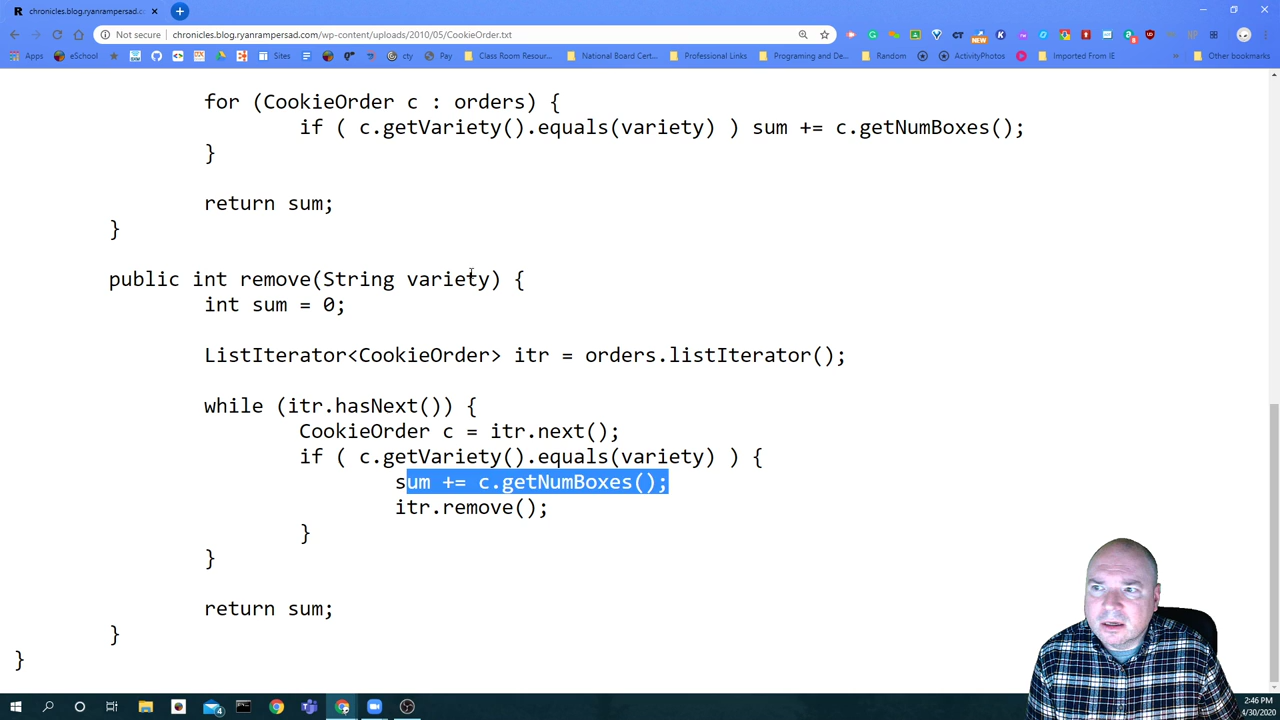 chronicles.blog.ryanrampersad.co
Not secure
chronicles.blog.ryanrampersad.com/wp-content/uploads/2010/05/CookieOrder.txt
Apps eSchool Sites cty Pay Class Room Resour... National Board Cert... Professional Links Programing and De... Random ActivityPhotos Imported From IE Other bookmarks
for (CookieOrder c : orders) {
if ( c.getVariety().equals(variety) ) sum += c.getNumBoxes();
}
return sum;
}
public int remove(String variety) {
int sum = 0;
ListIterator<CookieOrder> itr = orders.listIterator();
while (itr.hasNext()) {
CookieOrder c = itr.next();
if ( c.getVariety().equals(variety) ) {
sum += c.getNumBoxes();
itr.remove();
}
}
return sum;
}
}
2:46 PM
4/30/2020